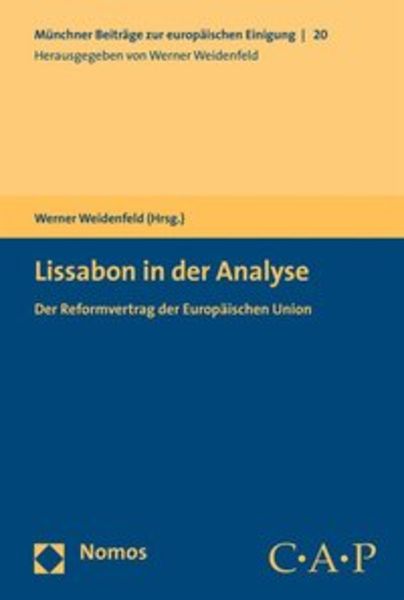 Münchner Beiträge zur europäischen Einigung | 20
Herausgegeben von Werner Weidenfeld
Werner Weidenfeld (Hrsg.)
Lissabon in der Analyse
Der Reformvertrag der Europäischen Union
Nomos
C·A·P